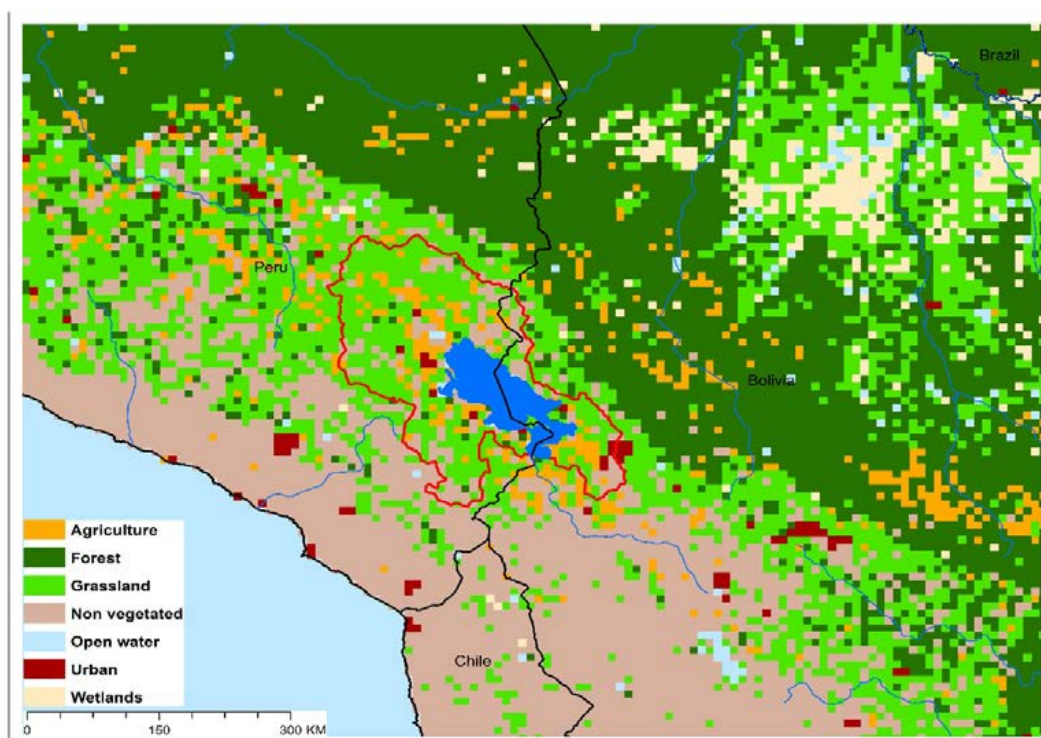 Brazil
Peru
Bolivia
Chile
Agriculture
Forest
Grassland
Non vegetated
Open water
Urban
Wetlands
0 150 300 KM